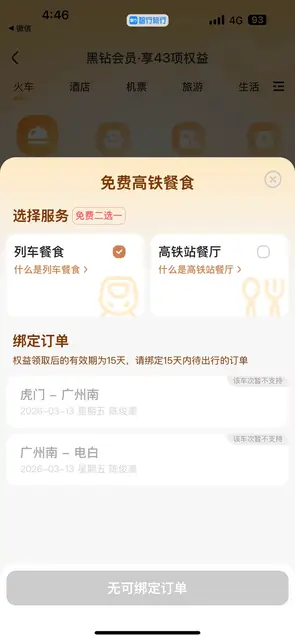 4:46
智行旅行
4G
93
微信
黑钻会员·享43项权益
火车
酒店
机票
旅游
生活
免费高铁餐食
选择服务
免费二选一
列车餐食
什么是列车餐食
高铁站餐厅
什么是高铁站餐厅
绑定订单
权益领取后的有效期为15天，请绑定15天内待出行的订单
该车次暂不支持
虎门 - 广州南
2026-03-13 星期五
该车次暂不支持
广州南 - 电白
2026-03-13 星期五
无可绑定订单